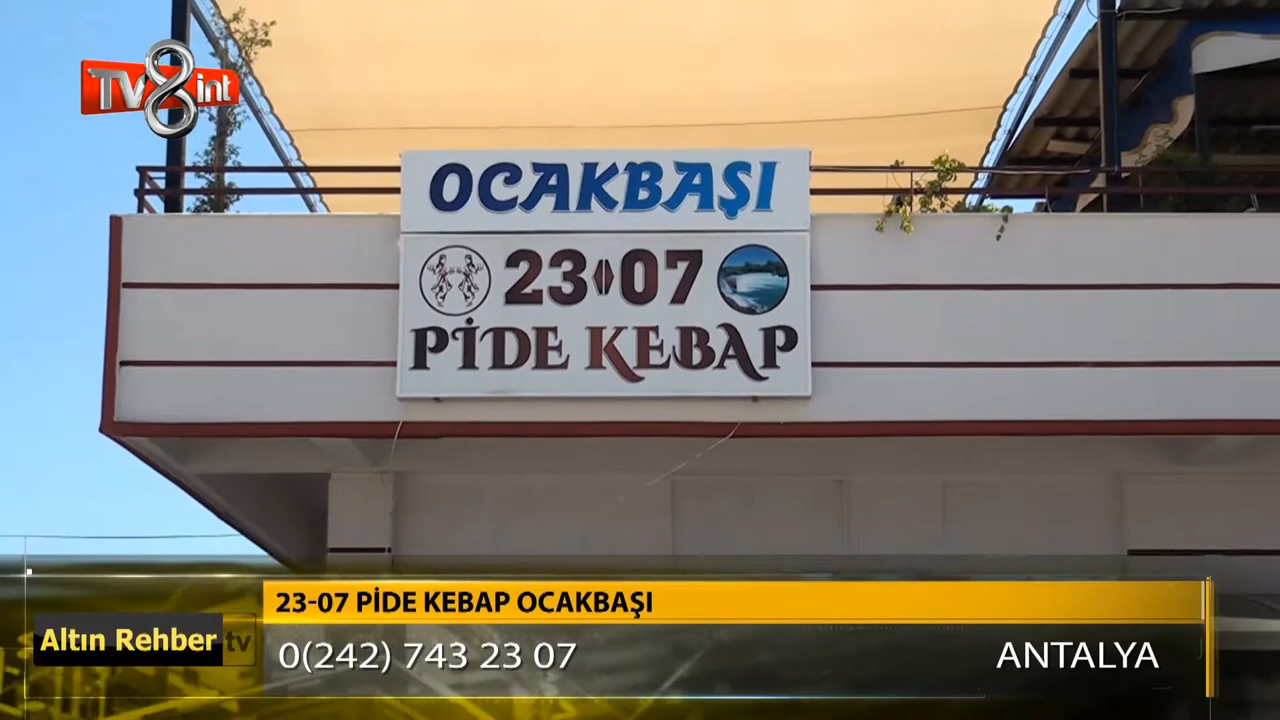 TV8int
OCAKBAŞI
23 07
PİDE KEBAP
23-07 PİDE KEBAP OCAKBAŞI
Altın Rehber tv
0(242) 743 23 07
ANTALYA